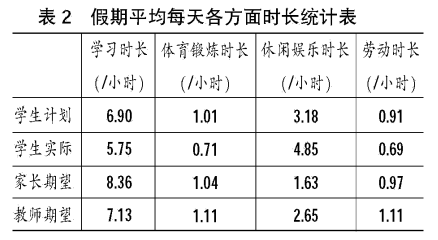 表2 假期平均每天各方面时长统计表
学习时长 体育锻炼时长 休闲娱乐时长 劳动时长
(/小时) (/小时) (/小时) (/小时)
学生计划 6.90 1.01 3.18 0.91
学生实际 5.75 0.71 4.85 0.69
家长期望 8.36 1.04 1.63 0.97
教师期望 7.13 1.11 2.65 1.11